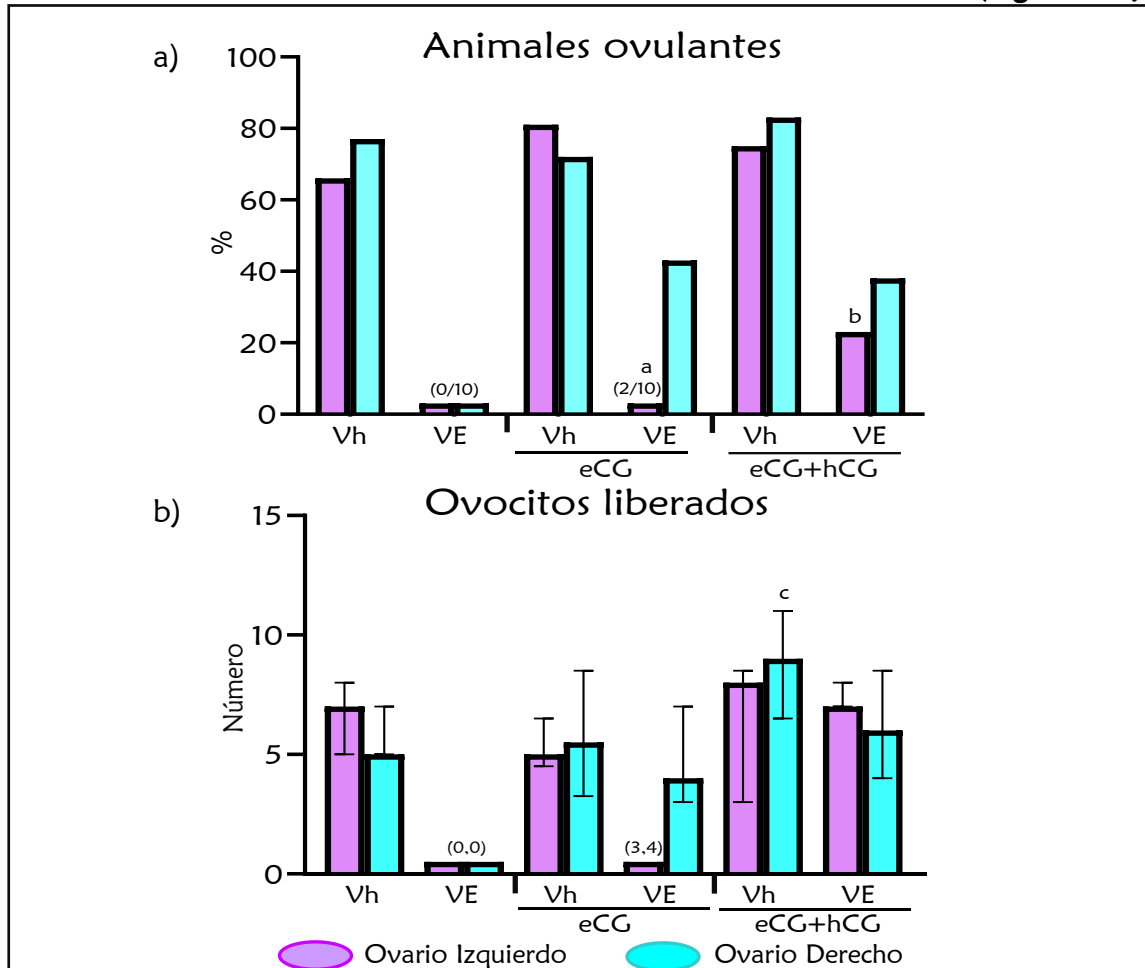 a)
Animales ovulantes
100
80
60
40
20
0
%
(0/10)
a
(2/10)
b
Vh VE Vh VE Vh VE
eCG eCG+hCG
b)
Ovocitos liberados
15
10
5
0
Número
c
(0,0)
(3,4)
Vh VE Vh VE Vh VE
eCG eCG+hCG
Ovario Izquierdo Ovario Derecho